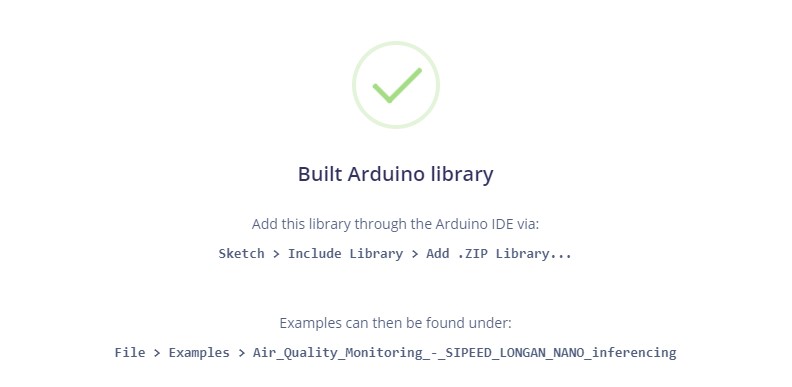 Built Arduino library
Add this library through the Arduino IDE via:
Sketch > Include Library > Add .ZIP Library...
Examples can then be found under:
File > Examples > Air_Quality_Monitoring_-_SIPEED_LONGAN_NANO_inferencing